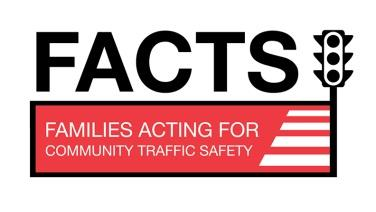 FACTS
FAMILIES ACTING FOR
COMMUNITY TRAFFIC SAFETY